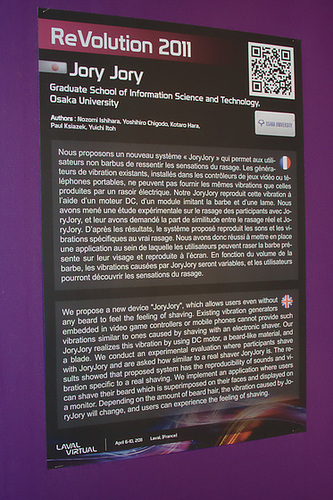 ReVolution 2011
Jory Jory
Graduate School of Information Science and Technology,
Osaka University
OSAKA UNIVERSITY
Authors : Nozomi Ishihara, Yoshihiro Chigodo, Kotaro Hara,
Paul Ksiazek, Yuichi Itoh
Nous proposons un nouveau système « JoryJory » qui permet aux utili-
sateurs non barbus de ressentir les sensations du rasage. Les généra-
teurs de vibration existants, installés dans les controleurs de jeux vidéo ou té-
léphones portables, ne peuvent pas fournir les mêmes vibrations que celles
produites par un rasoir électrique. Notre JoryJory reproduit cette vibration à
l'aide d'un moteur DC, d'un module imitant la barbe et d'une lame. Nous
avons mené une étude expérimentale sur le rasage des participants avec Jo-
ryJory, et leur avons demandé la part de similitude entre le rasage réel et Jo-
ryJory. D'après les résultats, le système proposé reproduit les sons et les vi-
brations spécifiques au vrai rasage. Nous avons donc réussi à mettre en place
une application au sein de laquelle les utilisateurs peuvent raser la barbe pré-
sente sur leur visage et reproduite à l'écran. En fonction du volume de la
barbe, les vibrations causées par JoryJory seront variables, et les utilisateurs
pourront découvrir les sensations du rasage.
We propose a new device "JoryJory", which allows users even without
any beard to feel the feeling of shaving. Existing vibration generators
embedded in video game controllers or mobile phones cannot provide such
vibrations similar to ones caused by shaving with an electronic shaver. Our
JoryJory realizes this vibration by using DC motor, a beard-like material, and
a blade. We conduct an experimental evaluation where participants shave
with JoryJory and are asked how similar to a real shaver JoryJory is. The re-
sults showed that proposed system has the reproducibility of sounds and vi-
bration specific to a real shaving. We implement an application where users
can shave their beard which is superimposed on their faces and displayed on
a monitor. Depending on the amount of beard hair, the vibration caused by Jo-
ryJory will change, and users can experience the feeling of shaving.
LAVAL
VIRTUAL
April 6-10, 2011 Laval, (France)